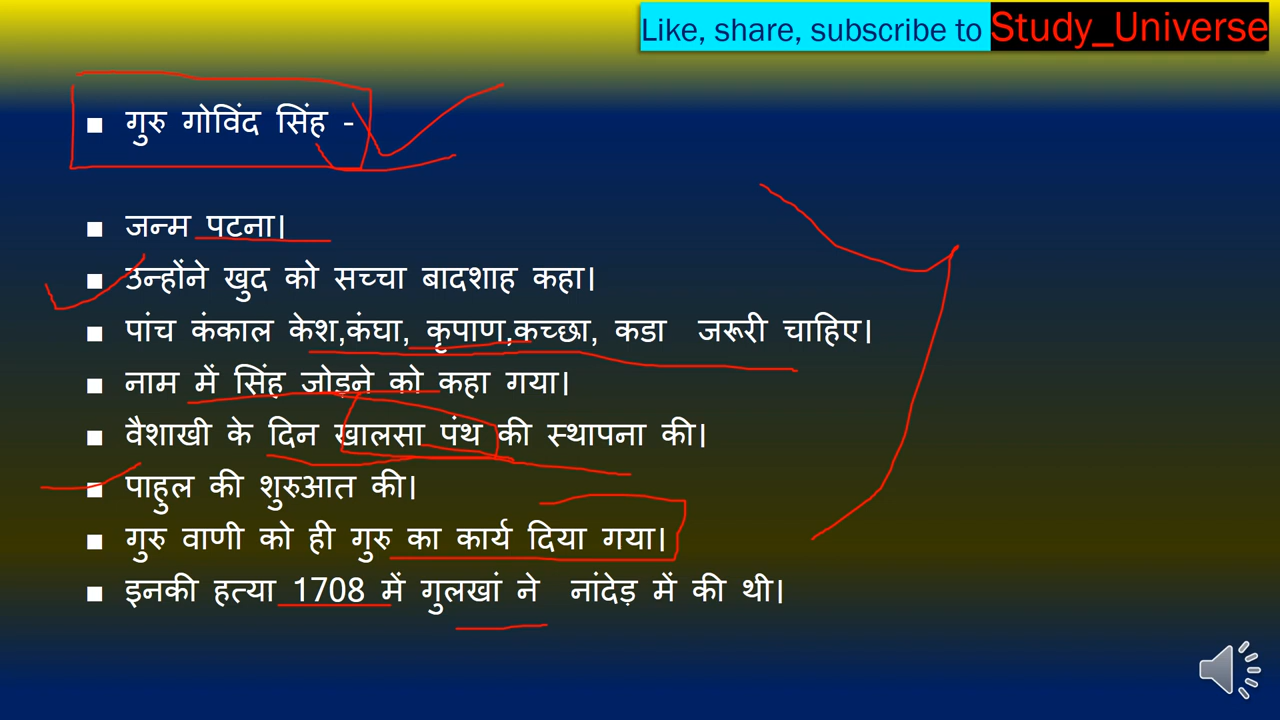 Like, share, subscribe to Study_Universe
▪ गुरु गोविंद सिंह -
▪ जन्म पटना।
▪ उन्होंने खुद को सच्चा बादशाह कहा।
▪ पांच कंकाल केश,कंघा, कृपाण,कच्छा, कडा जरूरी चाहिए।
▪ नाम में सिंह जोड़ने को कहा गया।
▪ वैशाखी के दिन खालसा पंथ की स्थापना की।
▪ पाहुल की शुरुआत की।
▪ गुरु वाणी को ही गुरु का कार्य दिया गया।
▪ इनकी हत्या 1708 में गुलखां ने नांदेड़ में की थी।